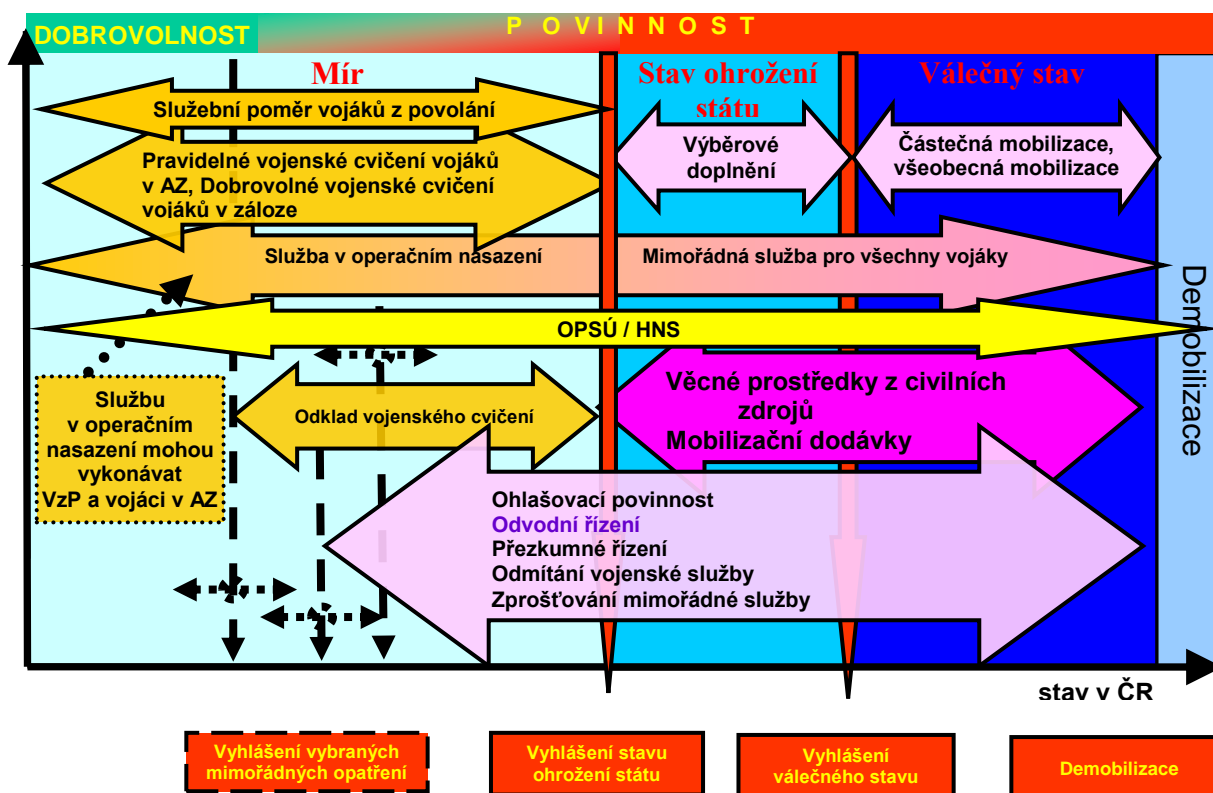 DOBROVOLNOST
P O VI N N O S T
Mír
Stav ohrožení
státu
Válečný stav
Služební poměr vojáků z povolání
Pravidelné vojenské cvičení vojáků
v AZ, Dobrovolné vojenské cvičení
vojáků v záloze
Výběrové
doplnění
Částečná mobilizace,
všeobecná mobilizace
Služba v operačním nasazení
Mimořádná služba pro všechny vojáky
OPSÚ / HNS
Demobilizace
Službu
v operačním
nasazení mohou
vykonávat
VzP a vojáci v AZ
Odklad vojenského cvičení
Věcné prostředky z civilních
zdrojů
Mobilizační dodávky
Ohlašovací povinnost
Odvodní řízení
Přezkumné řízení
Odmítání vojenské služby
Zprošťování mimořádné služby
stav v ČR
Vyhlášení vybraných
mimořádných opatření
Vyhlášení stavu
ohrožení státu
Vyhlášení
válečného stavu
Demobilizace